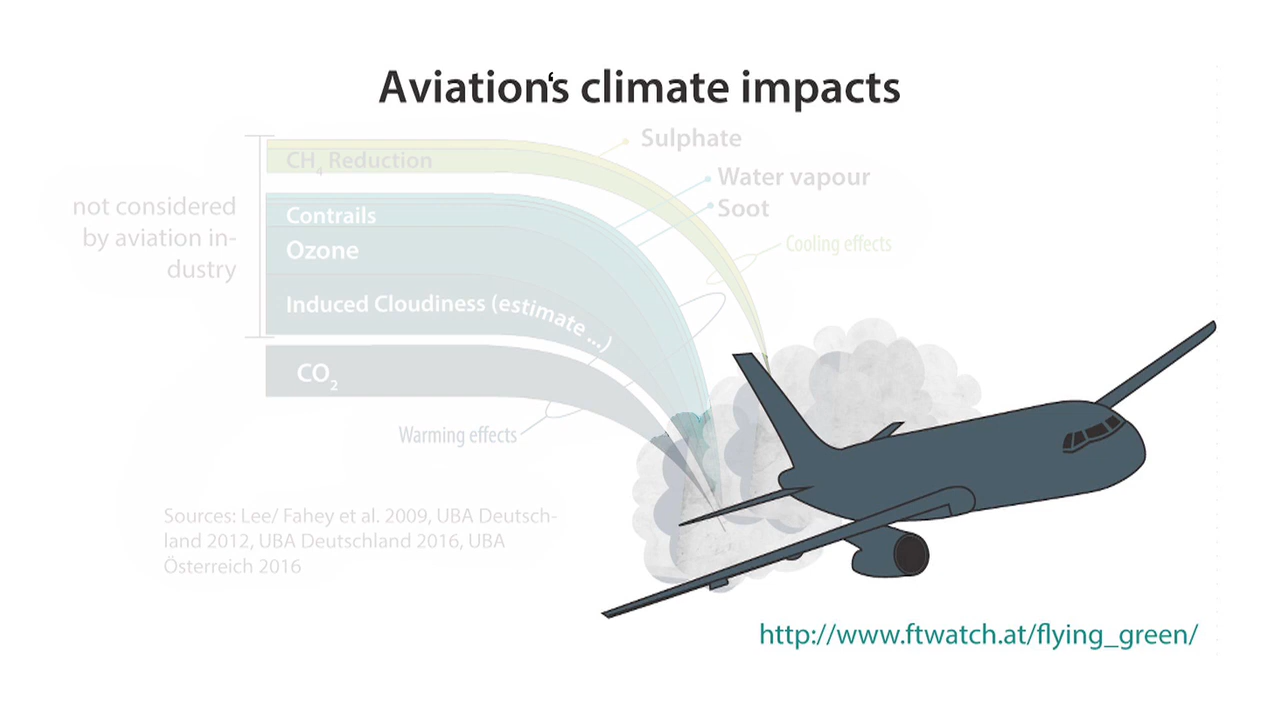 Aviation‘s climate impacts
Sulphate
CH4 Reduction
Water vapour
Soot
not considered
by aviation in-
dustry
Contrails
Ozone
Cooling effects
Induced Cloudiness (estimate ...)
CO2
Warming effects
Sources: Lee/ Fahey et al. 2009, UBA Deutsch-
land 2012, UBA Deutschland 2016, UBA
Österreich 2016
http://www.ftwatch.at/flying_green/